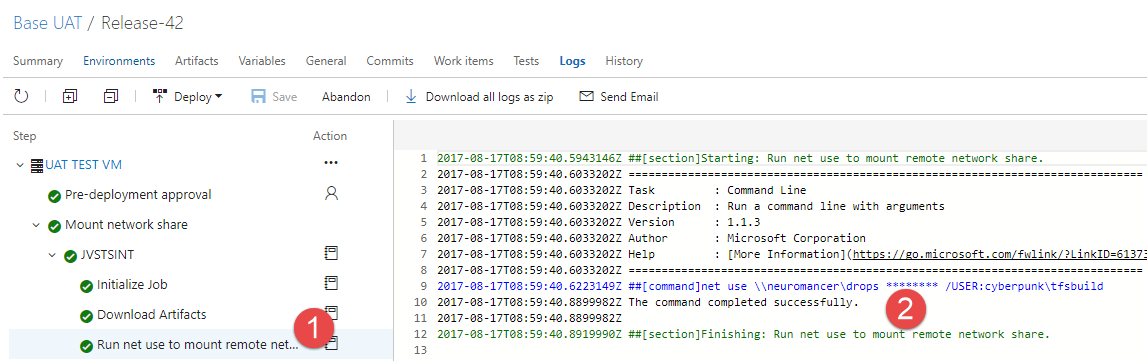 Base UAT / Release-42
Summary Environments Artifacts Variables General Commits Work items Tests Logs History
Deploy Save Abandon Download all logs as zip Send Email
Step Action
UAT TEST VM ...
Pre-deployment approval
Mount network share
JVSTSINT
Initialize Job
Download Artifacts
Run net use to mount remote net...
1
1 2017-08-17T08:59:40.5943146Z ##[section]Starting: Run net use to mount remote network share.
2 2017-08-17T08:59:40.6033202Z ==============================================================================
3 2017-08-17T08:59:40.6033202Z Task : Command Line
4 2017-08-17T08:59:40.6033202Z Description : Run a command line with arguments
5 2017-08-17T08:59:40.6033202Z Version : 1.1.3
6 2017-08-17T08:59:40.6033202Z Author : Microsoft Corporation
7 2017-08-17T08:59:40.6033202Z Help : [More Information](https://go.microsoft.com/fwlink/?LinkID=61373
8 2017-08-17T08:59:40.6033202Z ==============================================================================
9 2017-08-17T08:59:40.6223149Z ##[command]net use \\neuromancer\drops ******** /USER:cyberpunk\tfsbuild
10 2017-08-17T08:59:40.8899982Z The command completed successfully.
11 2017-08-17T08:59:40.8899982Z
12 2017-08-17T08:59:40.8919990Z ##[section]Finishing: Run net use to mount remote network share.
13
2